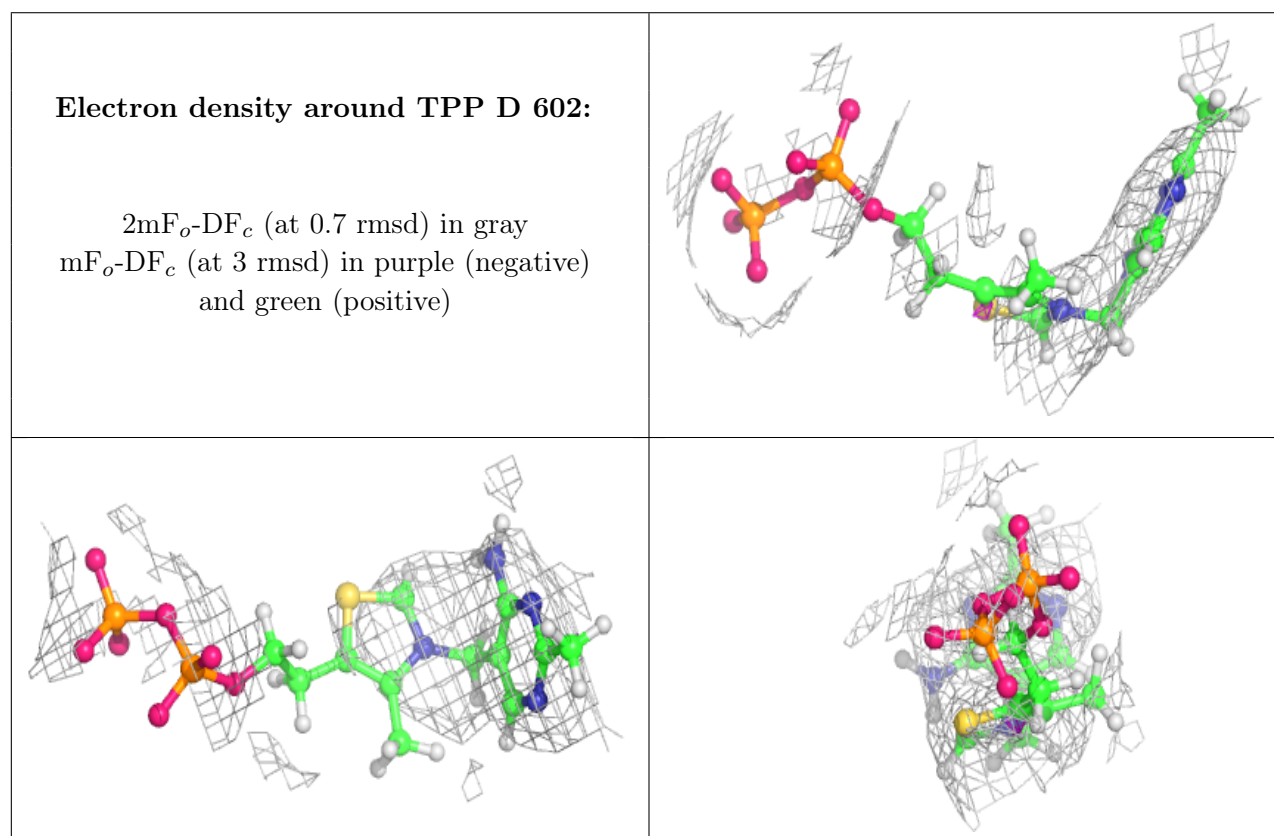 Electron density around TPP D 602:
2mFo-DFc (at 0.7 rmsd) in gray
mFo-DFc (at 3 rmsd) in purple (negative)
and green (positive)